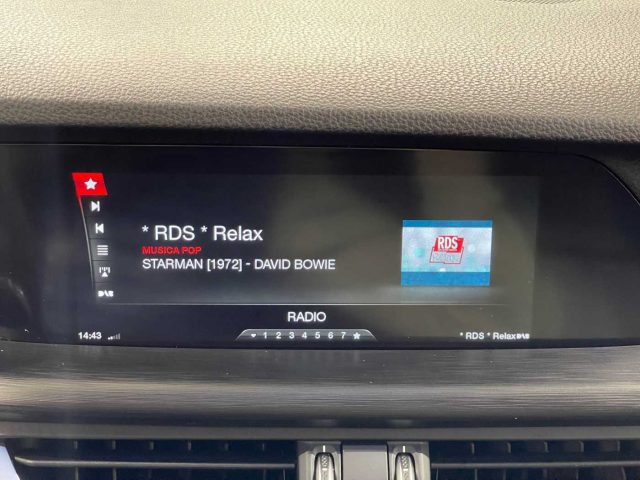 * RDS * Relax
MUSICA POP
STARMAN [1972] - DAVID BOWIE
RDS
RADIO
1 2 3 4 5 6 7
14:43
* RDS * Relax